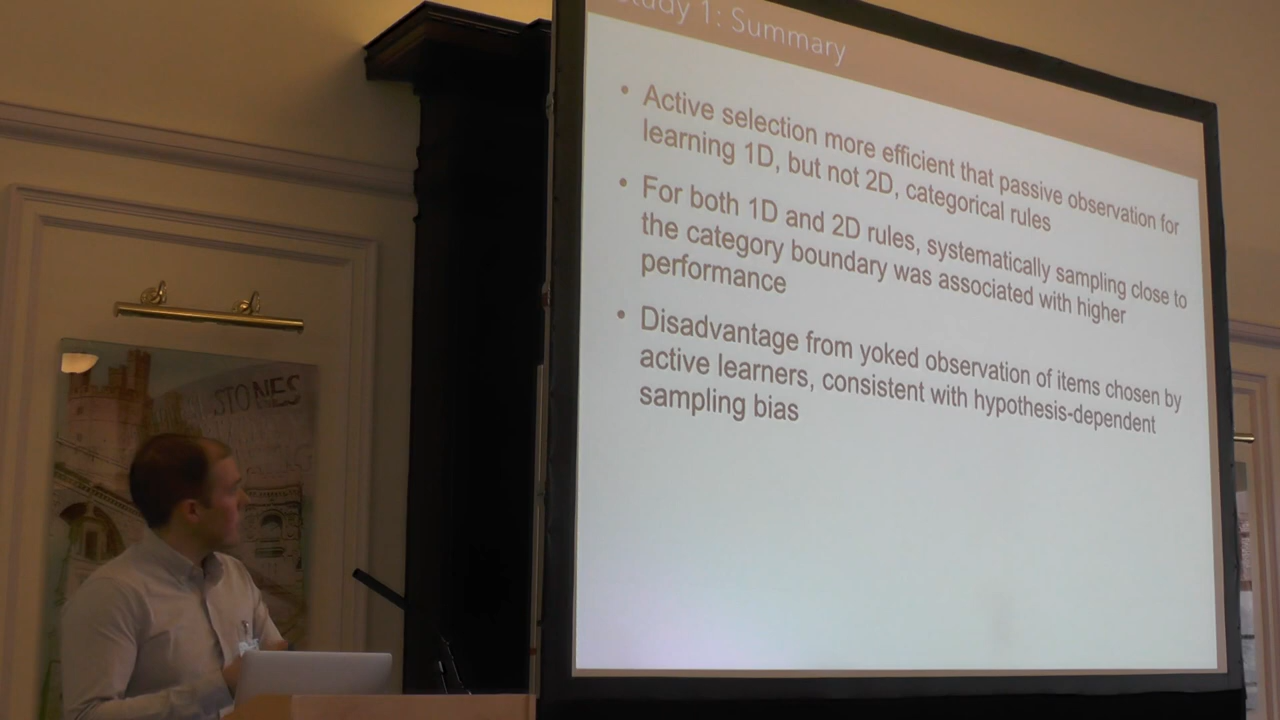 Study 1: Summary
• Active selection more efficient that passive observation for
learning 1D, but not 2D, categorical rules
• For both 1D and 2D rules, systematically sampling close to
the category boundary was associated with higher
performance
• Disadvantage from yoked observation of items chosen by
active learners, consistent with hypothesis-dependent
sampling bias
STONES